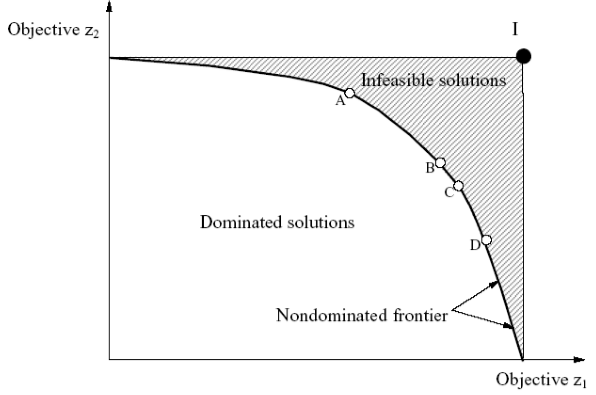 Objective z2
I
Infeasible solutions
A
B
C
Dominated solutions
D
Nondominated frontier
Objective z1